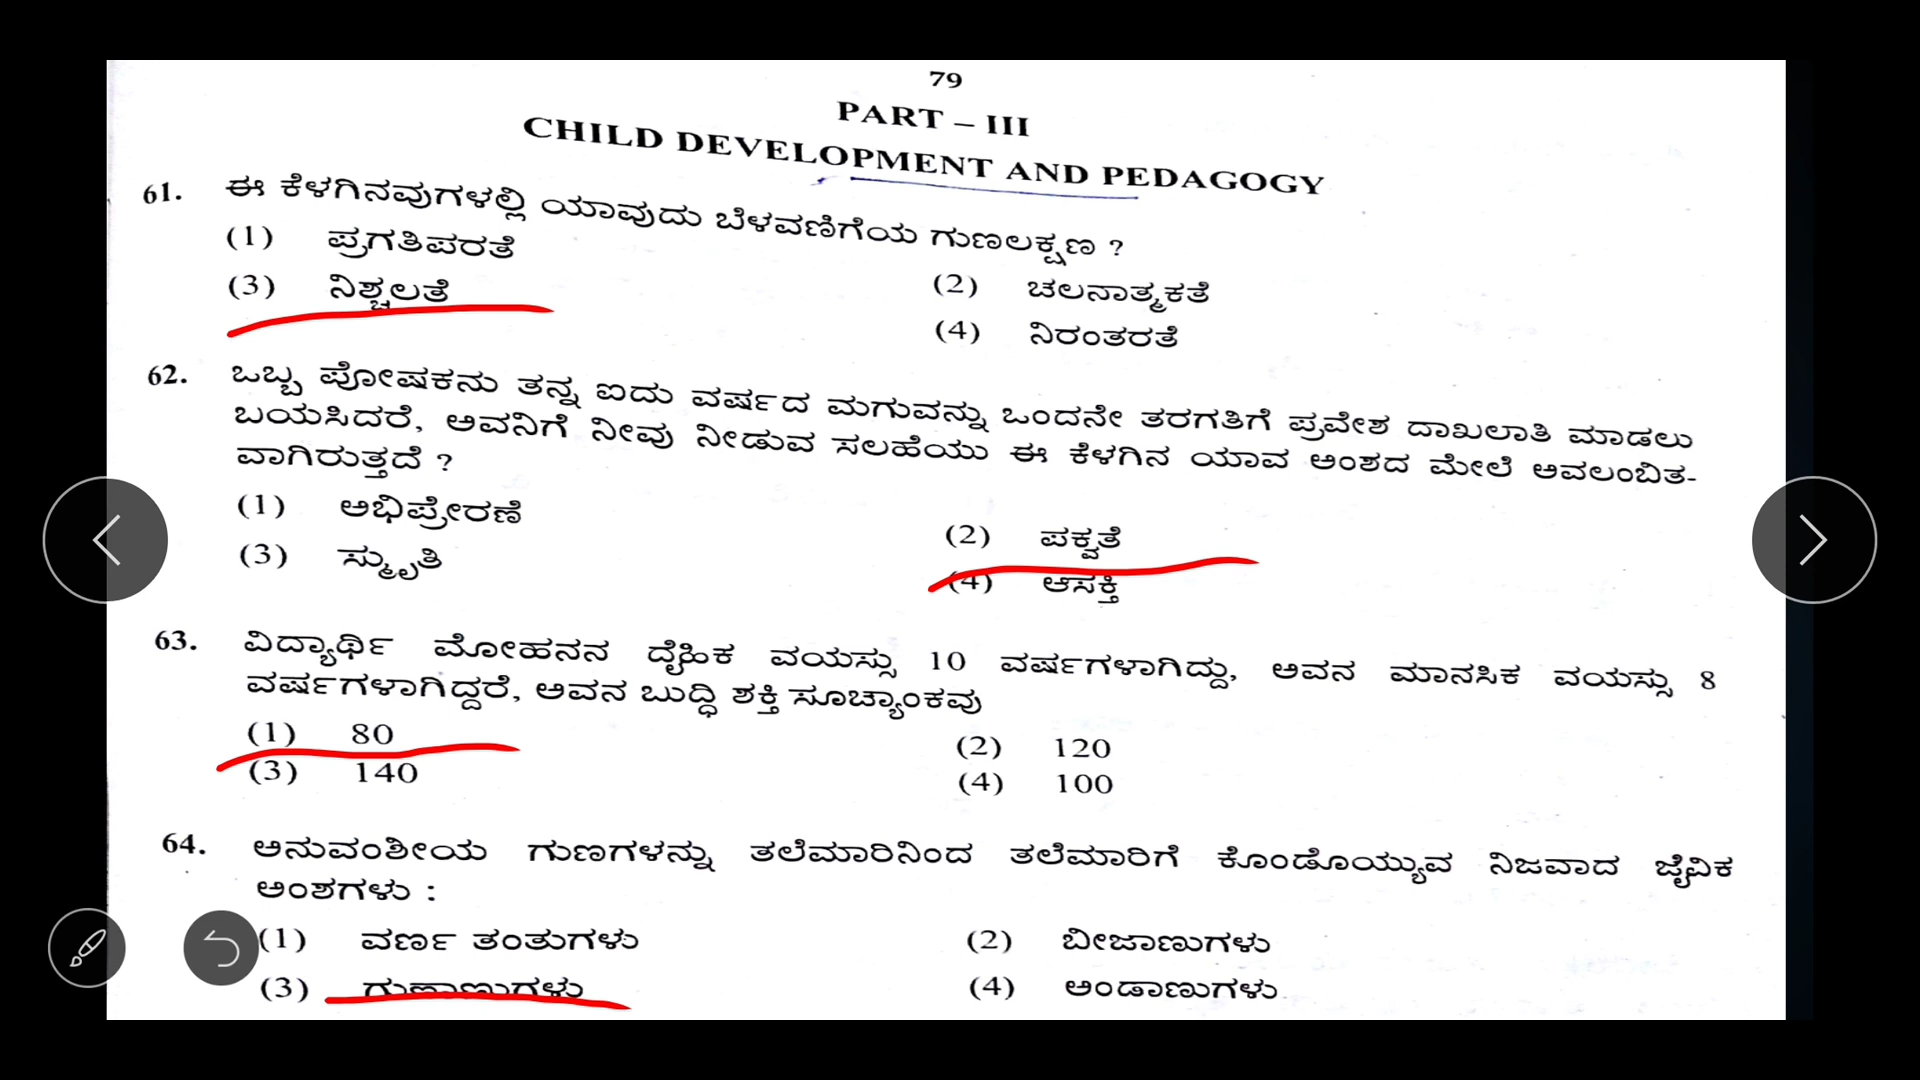 79
PART – III
CHILD DEVELOPMENT AND PEDAGOGY
61. ಈ ಕೆಳಗಿನವುಗಳಲ್ಲಿ ಯಾವುದು ಬೆಳವಣಿಗೆಯ ಗುಣಲಕ್ಷಣ ?
(1) ಪ್ರಗತಿಪರತೆ
(2) ಚಲನಾತ್ಮಕತೆ
(3) ನಿಶ್ಚಲತೆ
(4) ನಿರಂತರತೆ
62. ಒಬ್ಬ ಪೋಷಕನು ತನ್ನ ಐದು ವರ್ಷದ ಮಗುವನ್ನು ಒಂದನೇ ತರಗತಿಗೆ ಪ್ರವೇಶ ದಾಖಲಾತಿ ಮಾಡಲು
ಬಯಸಿದರೆ, ಅವನಿಗೆ ನೀವು ನೀಡುವ ಸಲಹೆಯು ಈ ಕೆಳಗಿನ ಯಾವ ಅಂಶದ ಮೇಲೆ ಅವಲಂಬಿತ-
ವಾಗಿರುತ್ತದೆ ?
(1) ಅಭಿಪ್ರೇರಣೆ
(2) ಪಕ್ವತೆ
(3) ಸ್ಮೃತಿ
(4) ಆಸಕ್ತಿ
63. ವಿದ್ಯಾರ್ಥಿ ಮೋಹನನ ದೈಹಿಕ ವಯಸ್ಸು 10 ವರ್ಷಗಳಾಗಿದ್ದು, ಅವನ ಮಾನಸಿಕ ವಯಸ್ಸು 8
ವರ್ಷಗಳಾಗಿದ್ದರೆ, ಅವನ ಬುದ್ಧಿ ಶಕ್ತಿ ಸೂಚ್ಯಾಂಕವು
(1) 80
(2) 120
(3) 140
(4) 100
64. ಅನುವಂಶೀಯ ಗುಣಗಳನ್ನು ತಲೆಮಾರಿನಿಂದ ತಲೆಮಾರಿಗೆ ಕೊಂಡೊಯ್ಯುವ ನಿಜವಾದ ಜೈವಿಕ
ಅಂಶಗಳು :
(1) ವರ್ಣ ತಂತುಗಳು
(2) ಬೀಜಾಣುಗಳು
(3) ಗುಣಾಣುಗಳು
(4) ಅಂಡಾಣುಗಳು